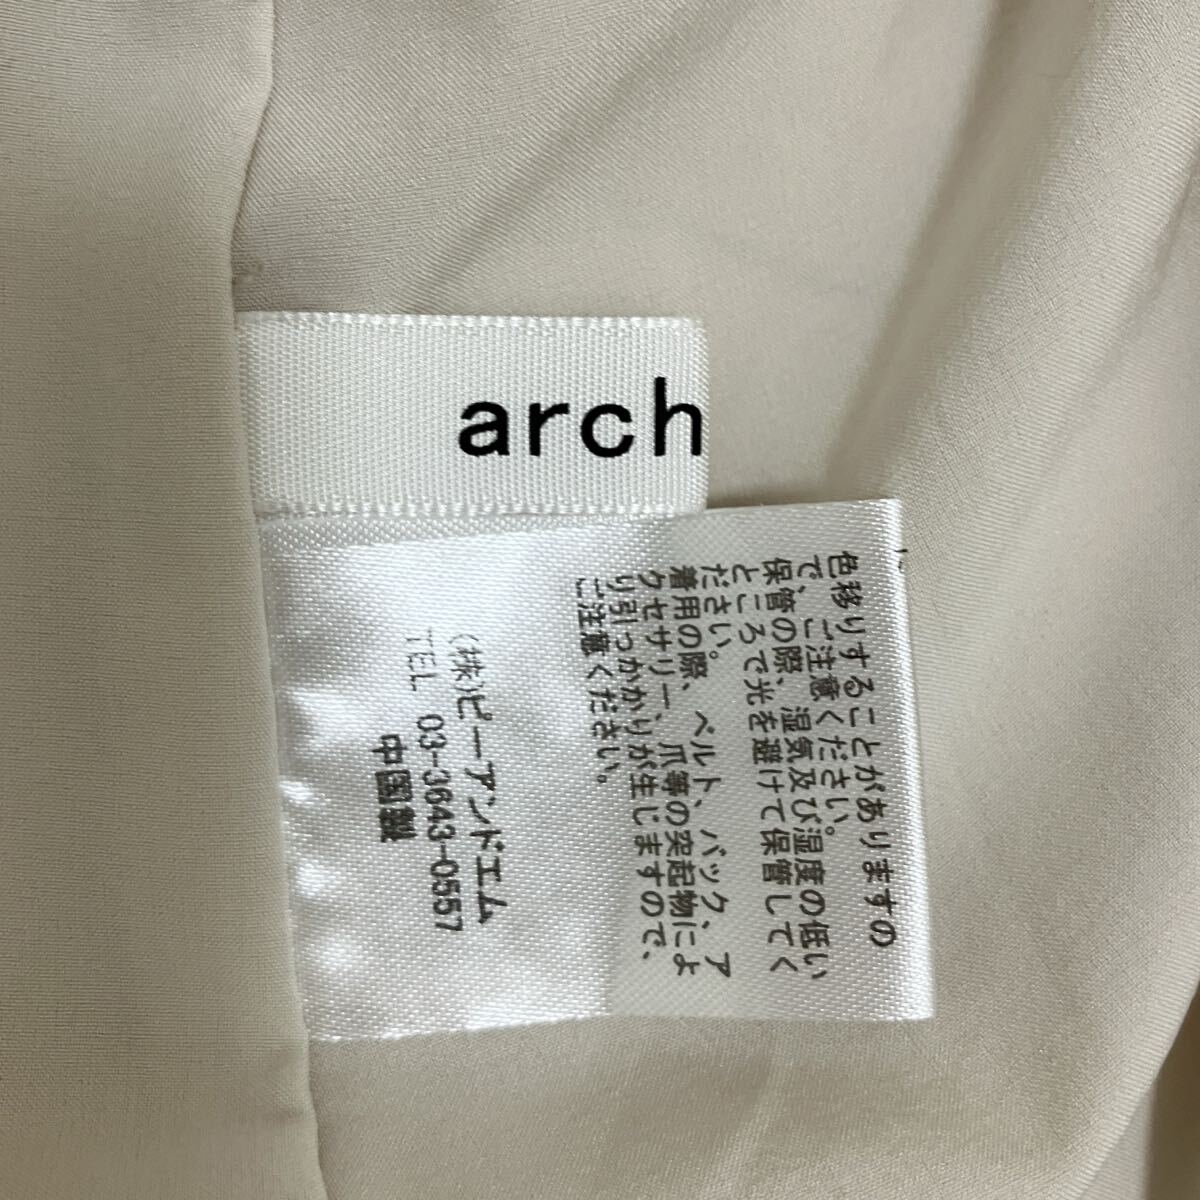 arch
色移りすることがありますの
で、ご注意ください。
保管の際、湿気及び湿度の低い
ところで光を避けて保管してく
ださい。
着用の際、ベルト、バック、ア
クセサリー、爪等の突起物によ
り引っかかりが生じますので、
ご注意ください。
(株)ピーアンドエム
TEL 03-3643-0557
中国製